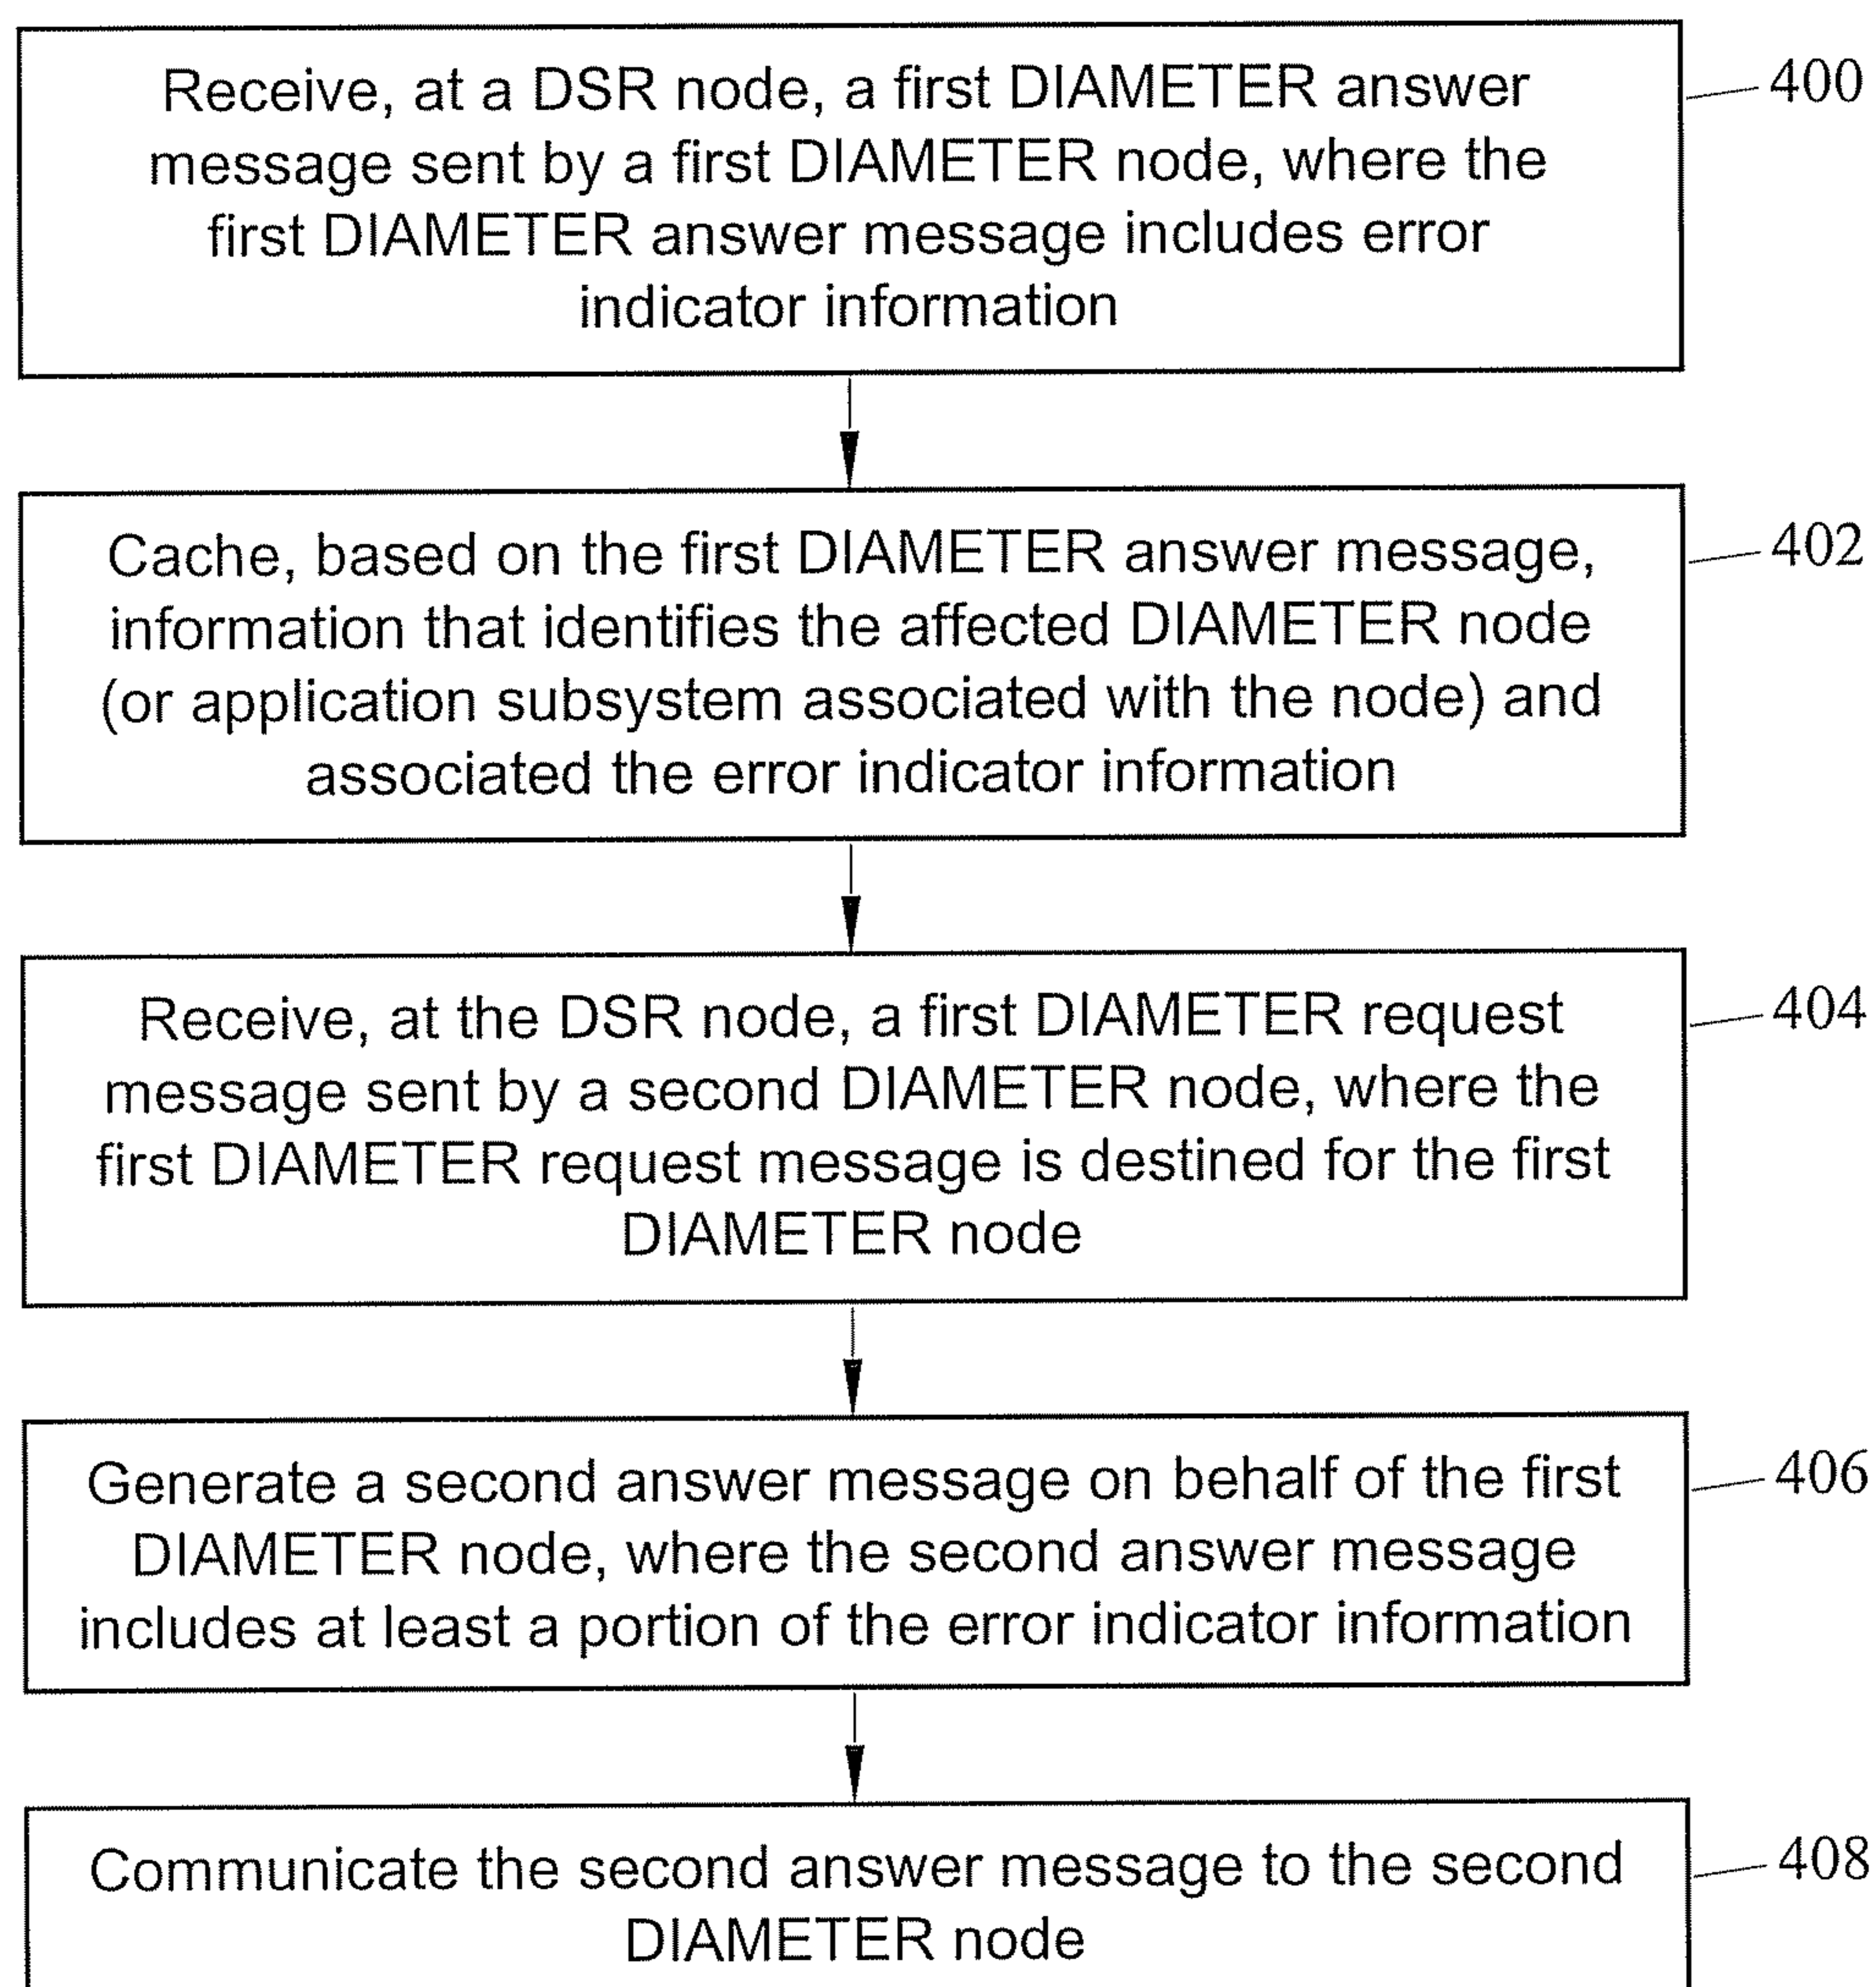 Receive, at a DSR node, a first DIAMETER answer
message sent by a first DIAMETER node, where the
first DIAMETER answer message includes error
indicator information
400
Cache, based on the first DIAMETER answer message,
information that identifies the affected DIAMETER node
(or application subsystem associated with the node) and
associated the error indicator information
402
Receive, at the DSR node, a first DIAMETER request
message sent by a second DIAMETER node, where the
first DIAMETER request message is destined for the first
DIAMETER node
404
Generate a second answer message on behalf of the first
DIAMETER node, where the second answer message
includes at least a portion of the error indicator information
406
Communicate the second answer message to the second
DIAMETER node
408